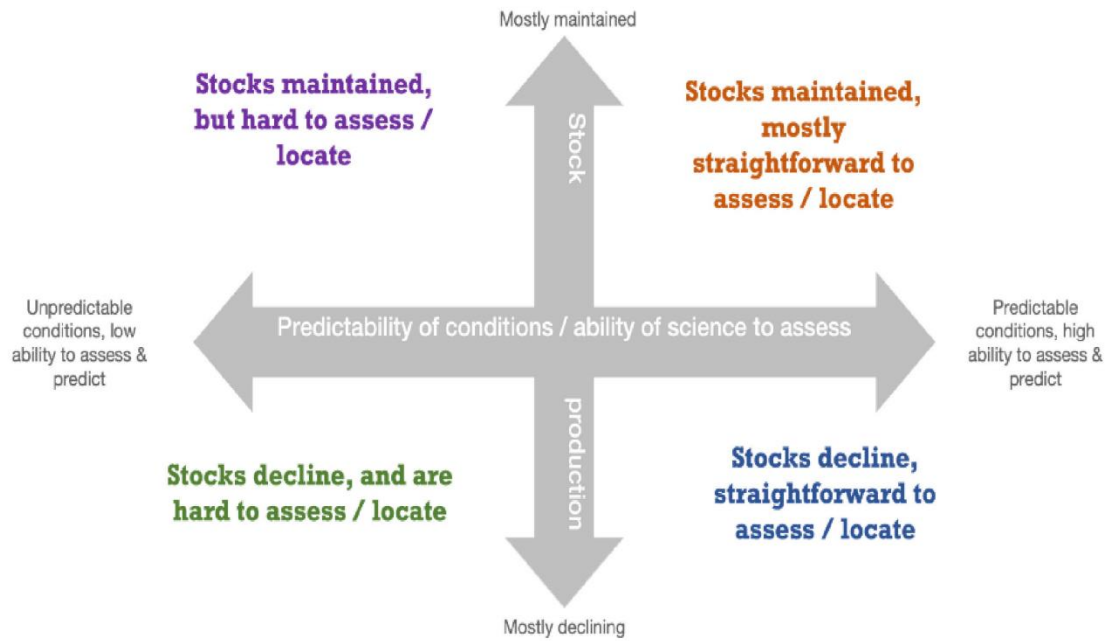 Mostly maintained
Stocks maintained,
but hard to assess /
locate
Stocks maintained,
mostly
straightforward to
assess / locate
Stock
Unpredictable
conditions, low
ability to assess &
predict
Predictability of conditions / ability of science to assess
Predictable
conditions, high
ability to assess &
predict
production
Stocks decline, and are
hard to assess / locate
Stocks decline,
straightforward to
assess / locate
Mostly declining